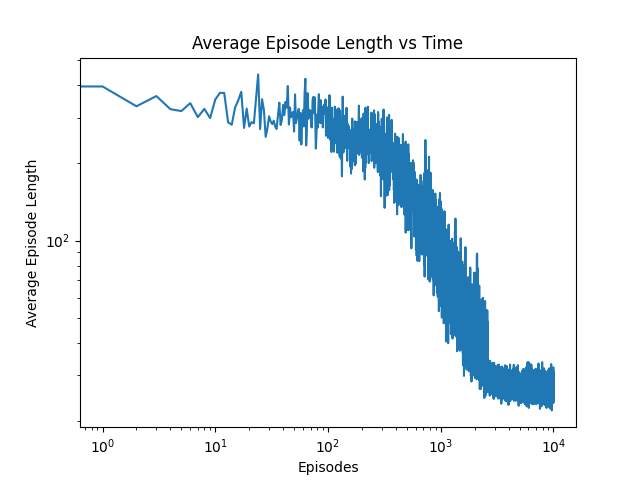 Average Episode Length vs Time
Average Episode Length
10²
10⁰ 10¹ 10² 10³ 10⁴
Episodes